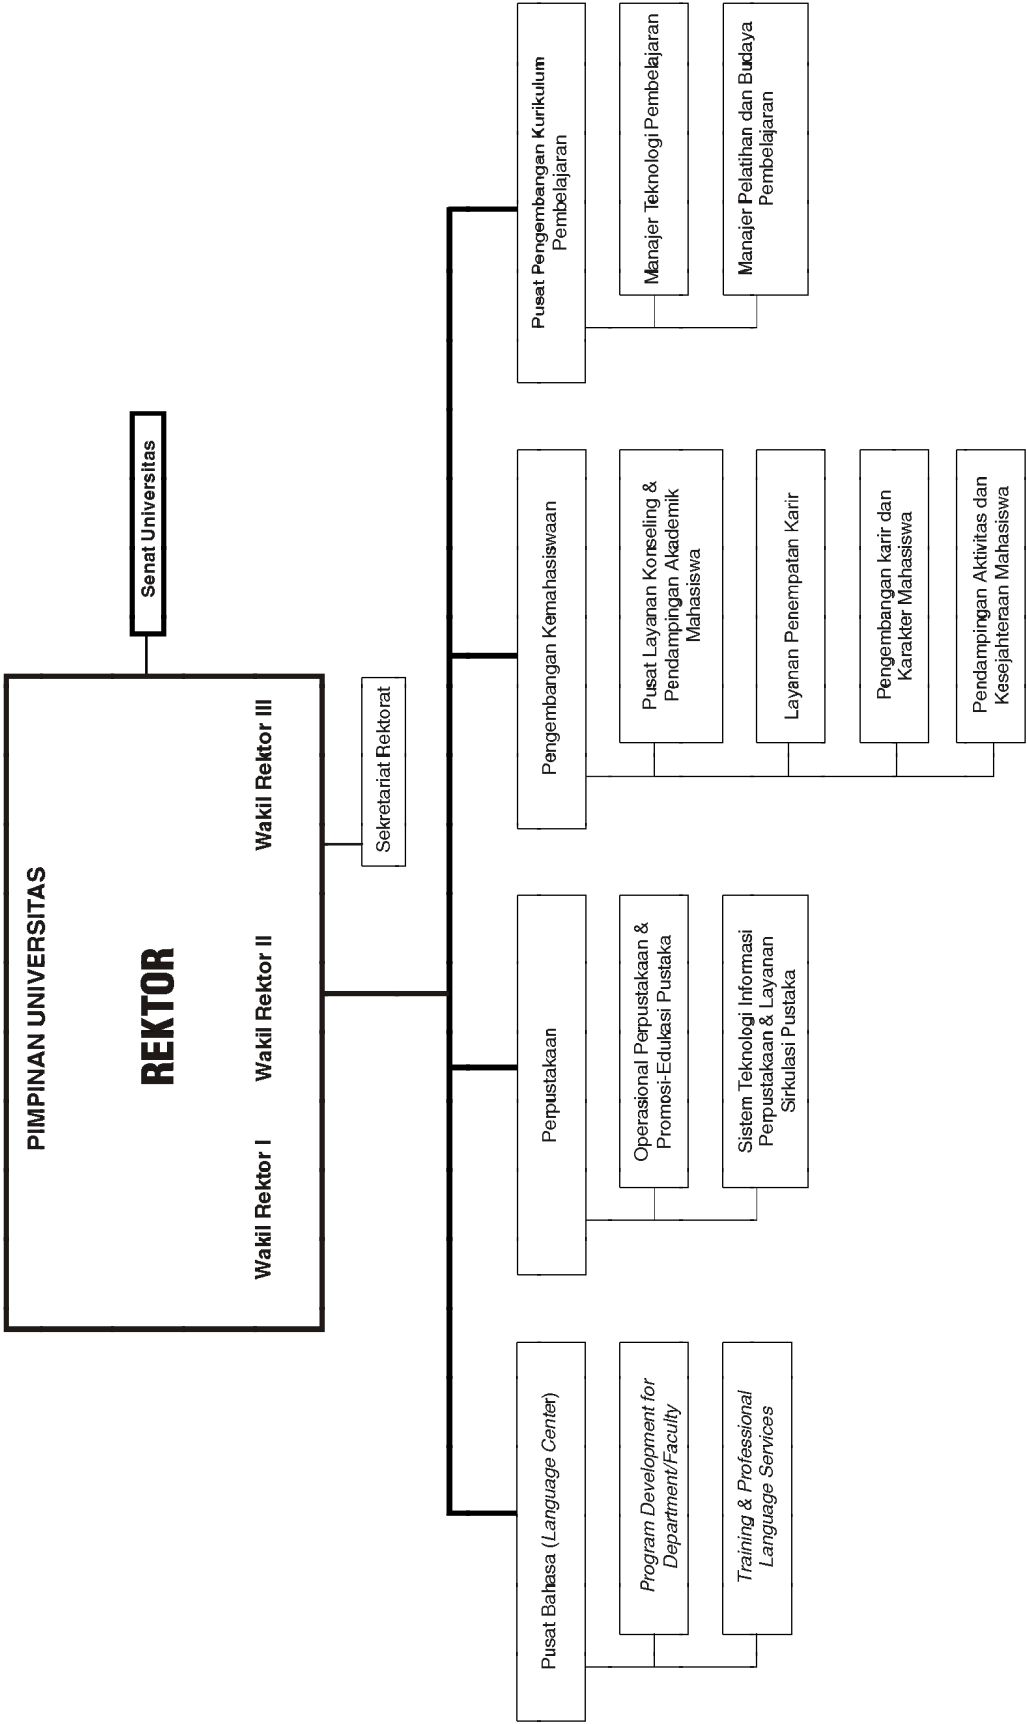 PIMPINAN UNIVERSITAS
REKTOR
Wakil Rektor I
Wakil Rektor II
Wakil Rektor III
Senat Universitas
Sekretariat Rektorat
Pusat Bahasa (Language Center)
Program Development for
Department/Faculty
Training & Professional
Language Services
Perpustakaan
Operasional Perpustakaan &
Promosi-Edukasi Pustaka
Sistem Teknologi Informasi
Perpustakaan & Layanan
Sirkulasi Pustaka
Pengembangan Kemahasiswaan
Pusat Layanan Konseling &
Pendampingan Akademik
Mahasiswa
Layanan Penempatan Karir
Pengembangan karir dan
Karakter Mahasiswa
Pendampingan Aktivitas dan
Kesejahteraan Mahasiswa
Pusat Pengembangan Kurikulum
Pembelajaran
Manajer Teknologi Pembelajaran
Manajer Pelatihan dan Budaya
Pembelajaran